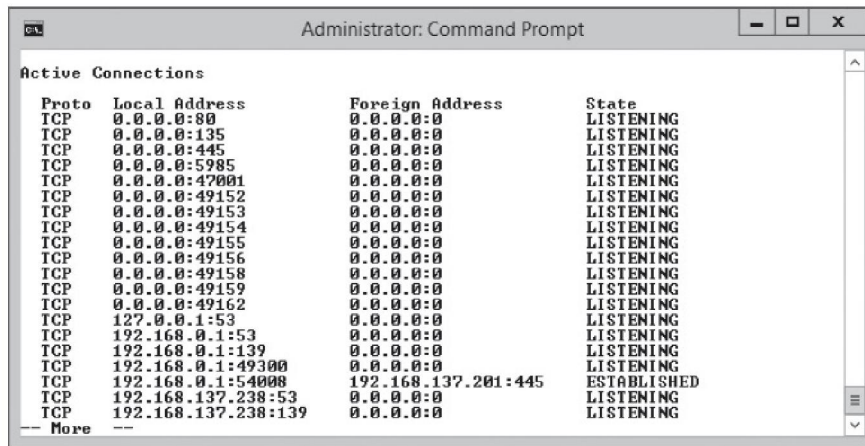 Administrator: Command Prompt
Active Connections
Proto Local Address Foreign Address State
TCP 0.0.0.0:80 0.0.0.0:0 LISTENING
TCP 0.0.0.0:135 0.0.0.0:0 LISTENING
TCP 0.0.0.0:445 0.0.0.0:0 LISTENING
TCP 0.0.0.0:5985 0.0.0.0:0 LISTENING
TCP 0.0.0.0:47001 0.0.0.0:0 LISTENING
TCP 0.0.0.0:49152 0.0.0.0:0 LISTENING
TCP 0.0.0.0:49153 0.0.0.0:0 LISTENING
TCP 0.0.0.0:49154 0.0.0.0:0 LISTENING
TCP 0.0.0.0:49155 0.0.0.0:0 LISTENING
TCP 0.0.0.0:49156 0.0.0.0:0 LISTENING
TCP 0.0.0.0:49158 0.0.0.0:0 LISTENING
TCP 0.0.0.0:49159 0.0.0.0:0 LISTENING
TCP 0.0.0.0:49162 0.0.0.0:0 LISTENING
TCP 127.0.0.1:53 0.0.0.0:0 LISTENING
TCP 192.168.0.1:53 0.0.0.0:0 LISTENING
TCP 192.168.0.1:139 0.0.0.0:0 LISTENING
TCP 192.168.0.1:49300 0.0.0.0:0 LISTENING
TCP 192.168.0.1:54008 192.168.137.201:445 ESTABLISHED
TCP 192.168.137.238:53 0.0.0.0:0 LISTENING
TCP 192.168.137.238:139 0.0.0.0:0 LISTENING
-- More --